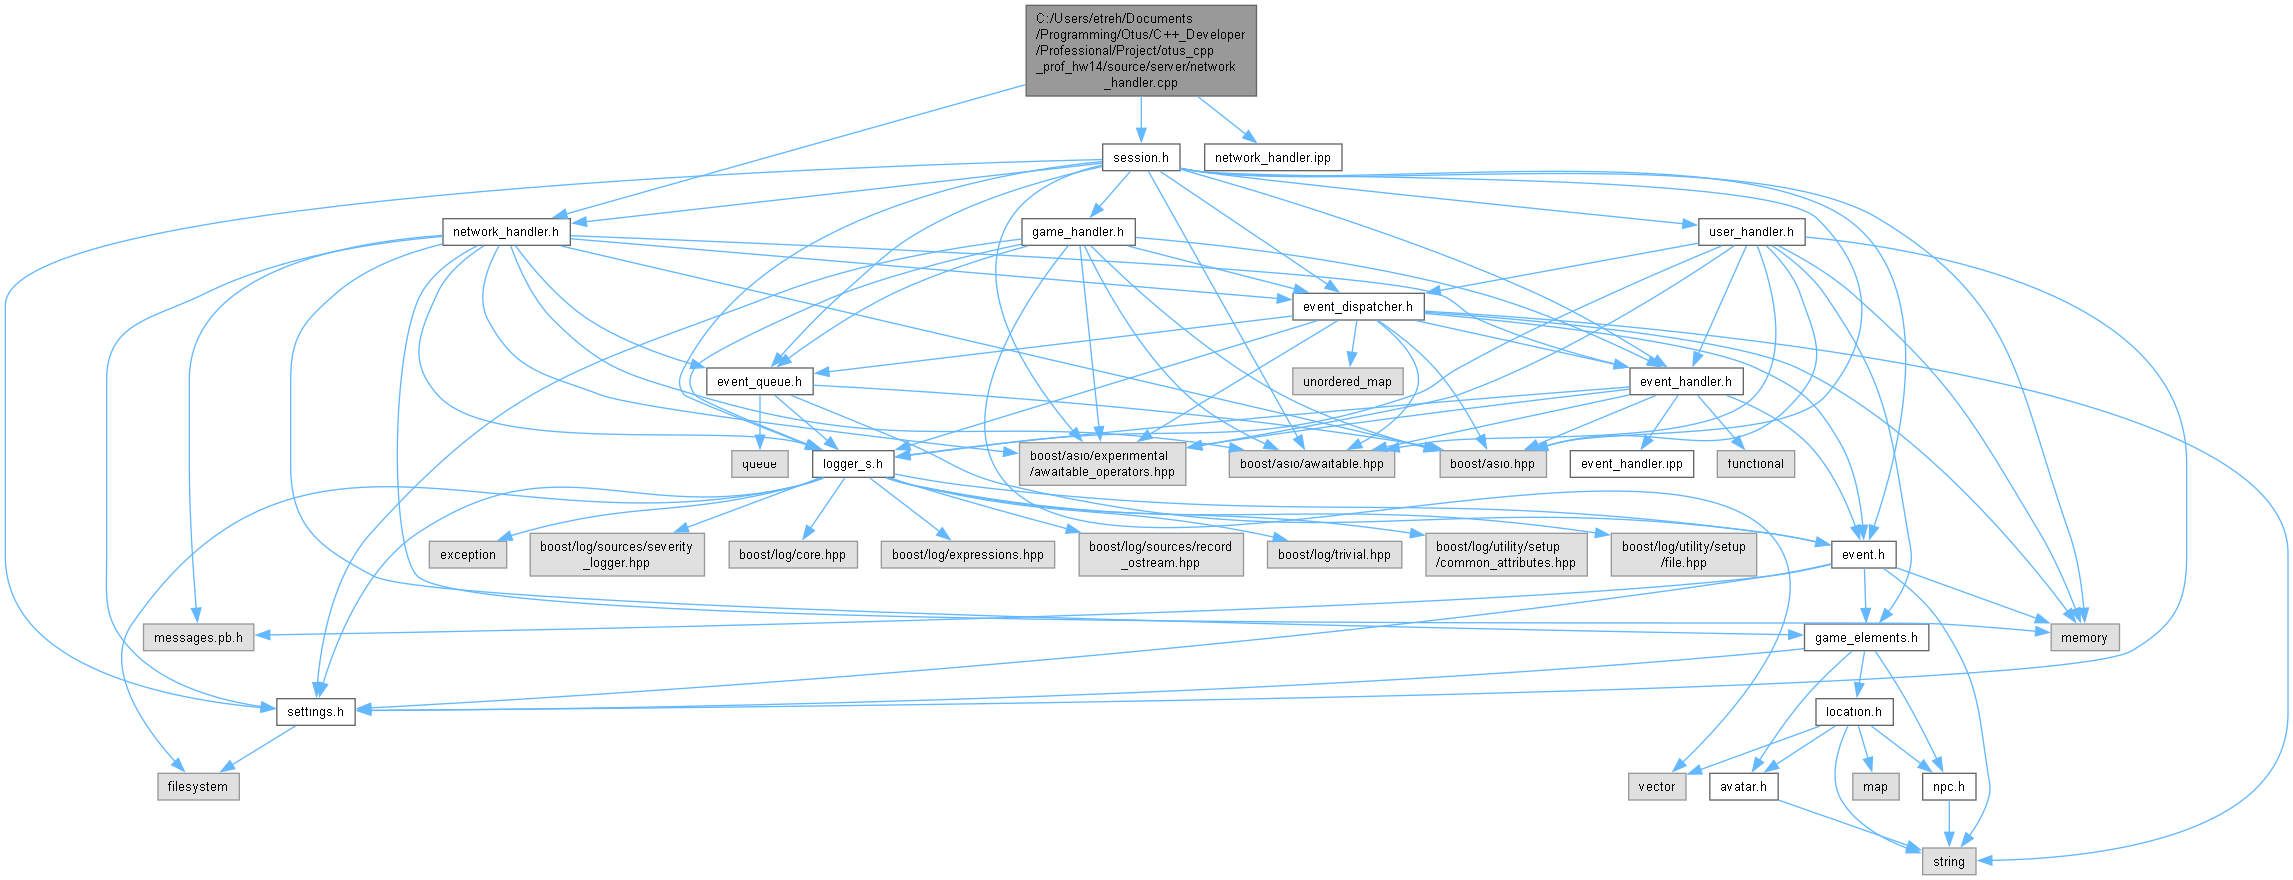 C:/Users/etreh/Documents
/Programming/Otus/C++_Developer
/Professional/Project/otus_cpp
_prof_hw14/source/server/network
_handler.cpp
session.h
network_handler.ipp
network_handler.h
game_handler.h
user_handler.h
event_dispatcher.h
event_queue.h
unordered_map
event_handler.h
queue
logger_s.h
boost/asio/experimental
/awaitable_operators.hpp
boost/asio/awaitable.hpp
boost/asio.hpp
event_handler.ipp
functional
exception
boost/log/sources/severity
_logger.hpp
boost/log/core.hpp
boost/log/expressions.hpp
boost/log/sources/record
_ostream.hpp
boost/log/trivial.hpp
boost/log/utility/setup
/common_attributes.hpp
boost/log/utility/setup
/file.hpp
event.h
messages.pb.h
game_elements.h
memory
settings.h
location.h
filesystem
vector
avatar.h
map
npc.h
string